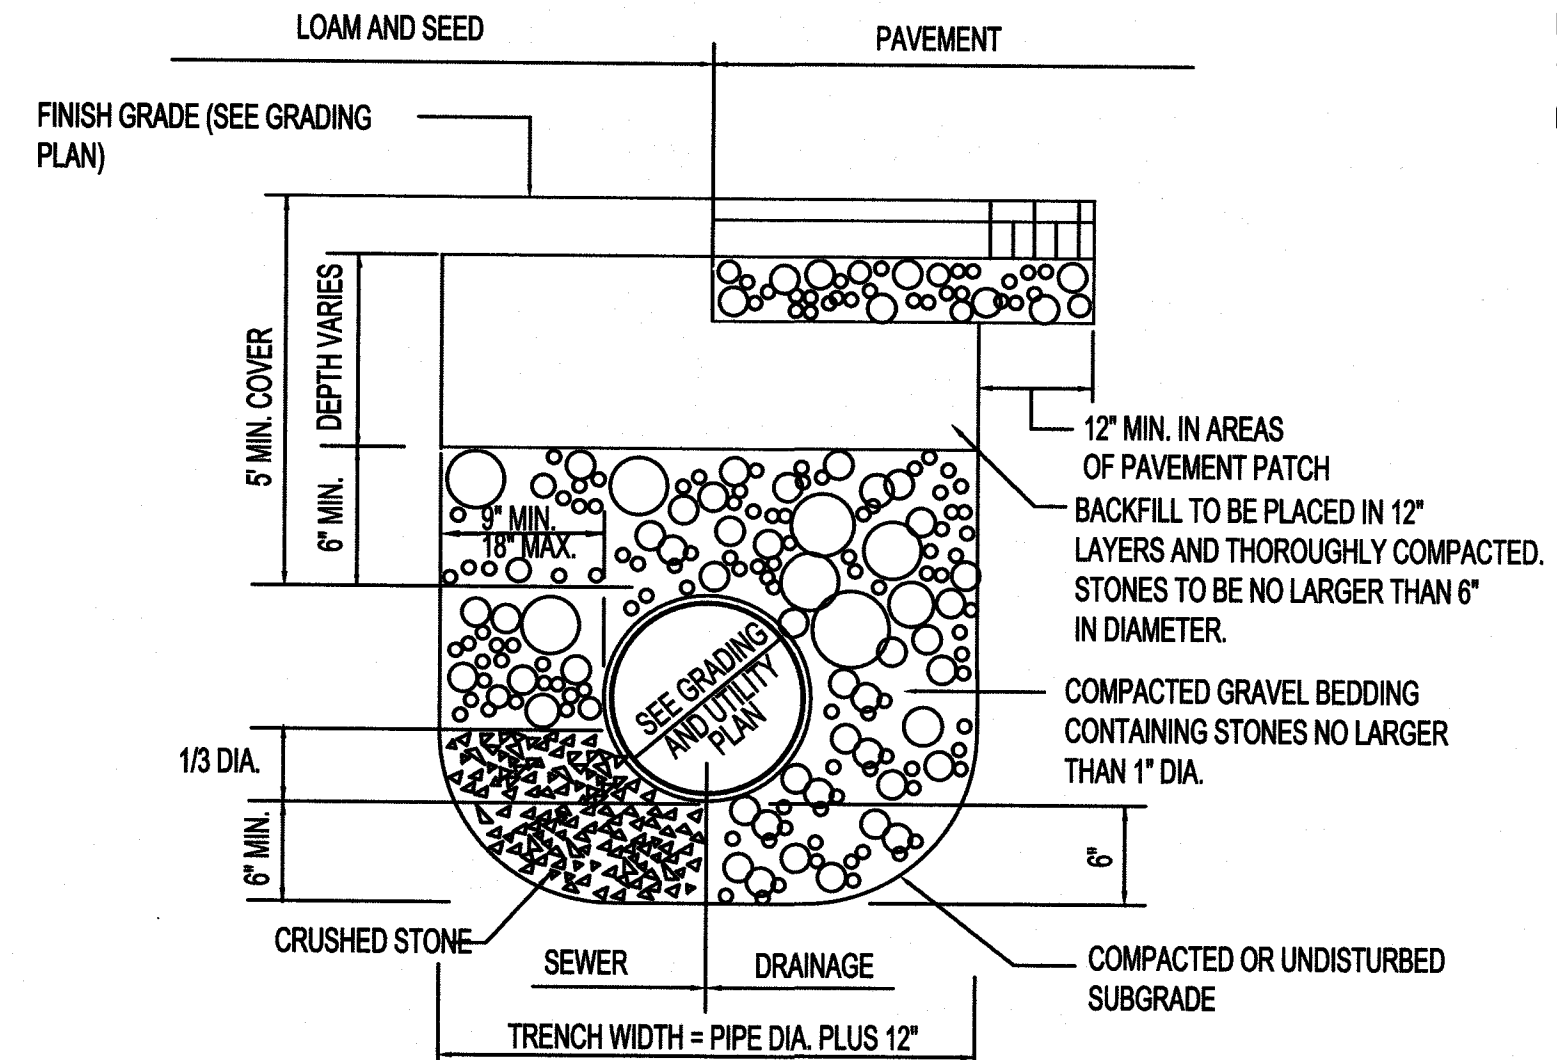 LOAM AND SEED
PAVEMENT
FINISH GRADE (SEE GRADING
PLAN)
5' MIN. COVER
DEPTH VARIES
6" MIN.
9" MIN.
18" MAX.
12" MIN. IN AREAS
OF PAVEMENT PATCH
BACKFILL TO BE PLACED IN 12"
LAYERS AND THOROUGHLY COMPACTED.
STONES TO BE NO LARGER THAN 6"
IN DIAMETER.
SEE GRADING
AND UTILITY
PLAN
COMPACTED GRAVEL BEDDING
CONTAINING STONES NO LARGER
THAN 1" DIA.
1/3 DIA.
6" MIN.
6"
CRUSHED STONE
SEWER
DRAINAGE
COMPACTED OR UNDISTURBED
SUBGRADE
TRENCH WIDTH = PIPE DIA. PLUS 12"